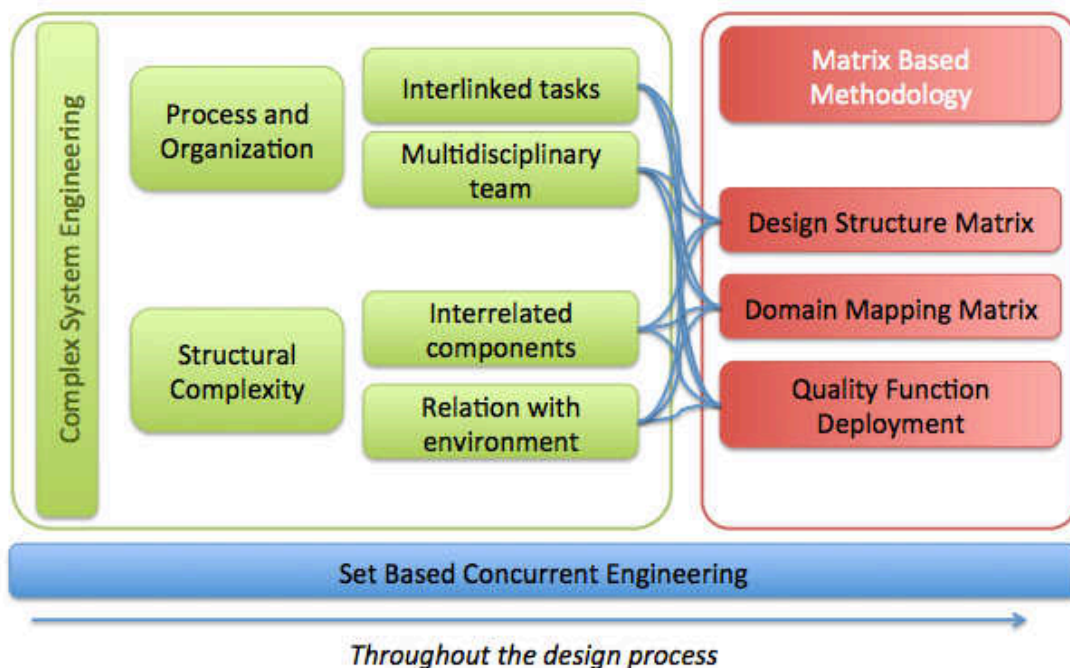 Complex System Engineering
Process and
Organization
Interlinked tasks
Multidisciplinary
team
Structural
Complexity
Interrelated
components
Relation with
environment
Matrix Based
Methodology
Design Structure Matrix
Domain Mapping Matrix
Quality Function
Deployment
Set Based Concurrent Engineering
Throughout the design process